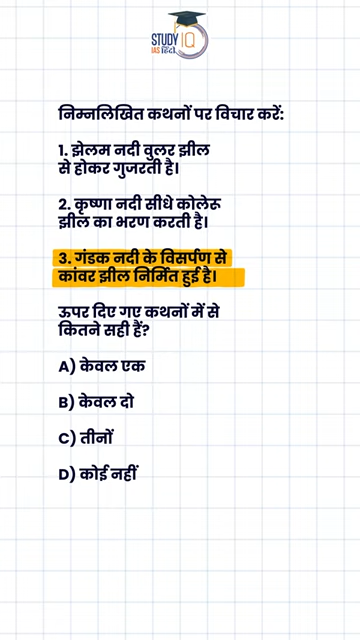 STUDY IQ
IAS हिंदी
निम्नलिखित कथनों पर विचार करें:
1. झेलम नदी वुलर झील
से होकर गुजरती है।
2. कृष्णा नदी सीधे कोलेरू
झील का भरण करती है।
3. गंडक नदी के विसर्पण से
कांवर झील निर्मित हुई है।
ऊपर दिए गए कथनों में से
कितने सही हैं?
A) केवल एक
B) केवल दो
C) तीनों
D) कोई नहीं